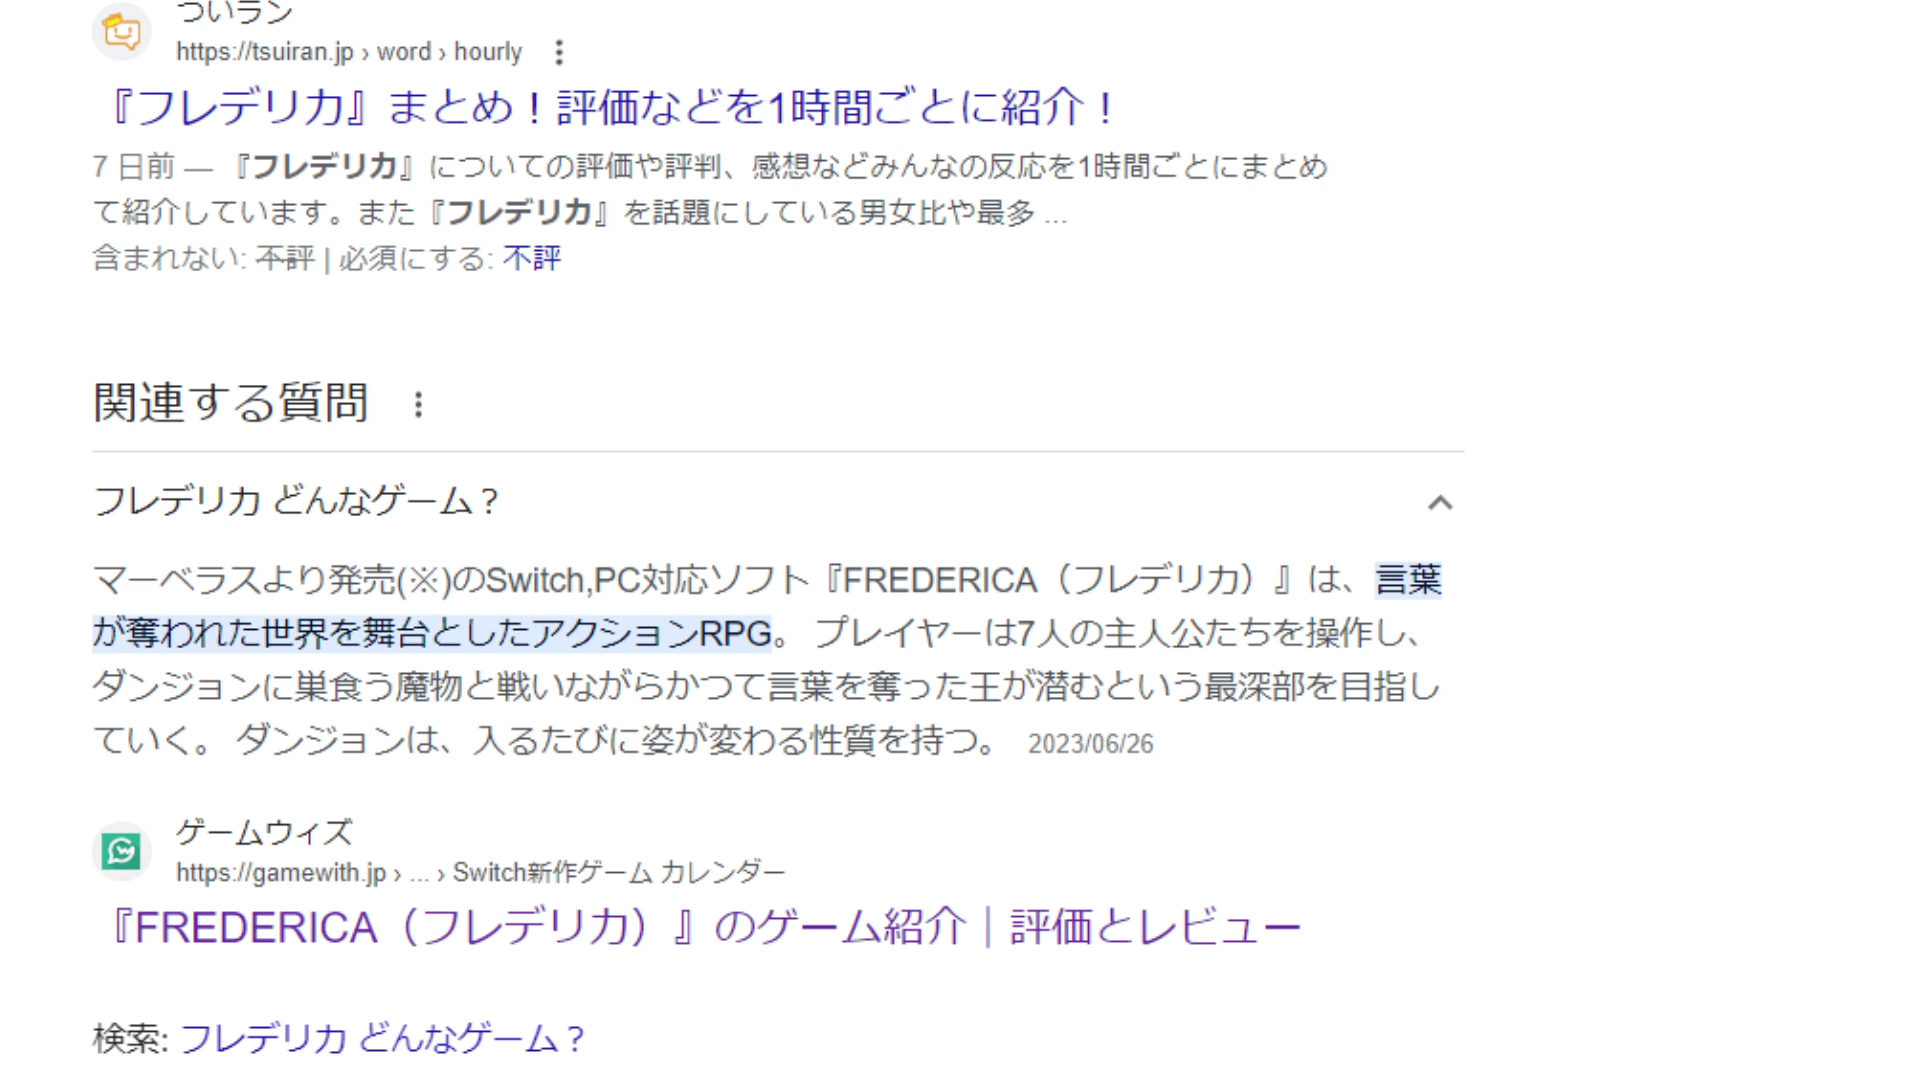 ついラン
https://tsuiran.jp › word › hourly
『フレデリカ』まとめ！評価などを1時間ごとに紹介！
7 日前 — 『フレデリカ』についての評価や評判、感想などみんなの反応を1時間ごとにまとめ
て紹介しています。また『フレデリカ』を話題にしている男女比や最多 ...
含まれない: 不評 | 必須にする: 不評
関連する質問
フレデリカ どんなゲーム？
マーベラスより発売(※)のSwitch,PC対応ソフト『FREDERICA（フレデリカ）』は、言葉
が奪われた世界を舞台としたアクションRPG。 プレイヤーは7人の主人公たちを操作し、
ダンジョンに巣食う魔物と戦いながらかつて言葉を奪った王が潜むという最深部を目指し
ていく。 ダンジョンは、入るたびに姿が変わる性質を持つ。 2023/06/26
ゲームウィズ
https://gamewith.jp › ... › Switch新作ゲーム カレンダー
『FREDERICA（フレデリカ）』のゲーム紹介｜評価とレビュー
検索: フレデリカ どんなゲーム？